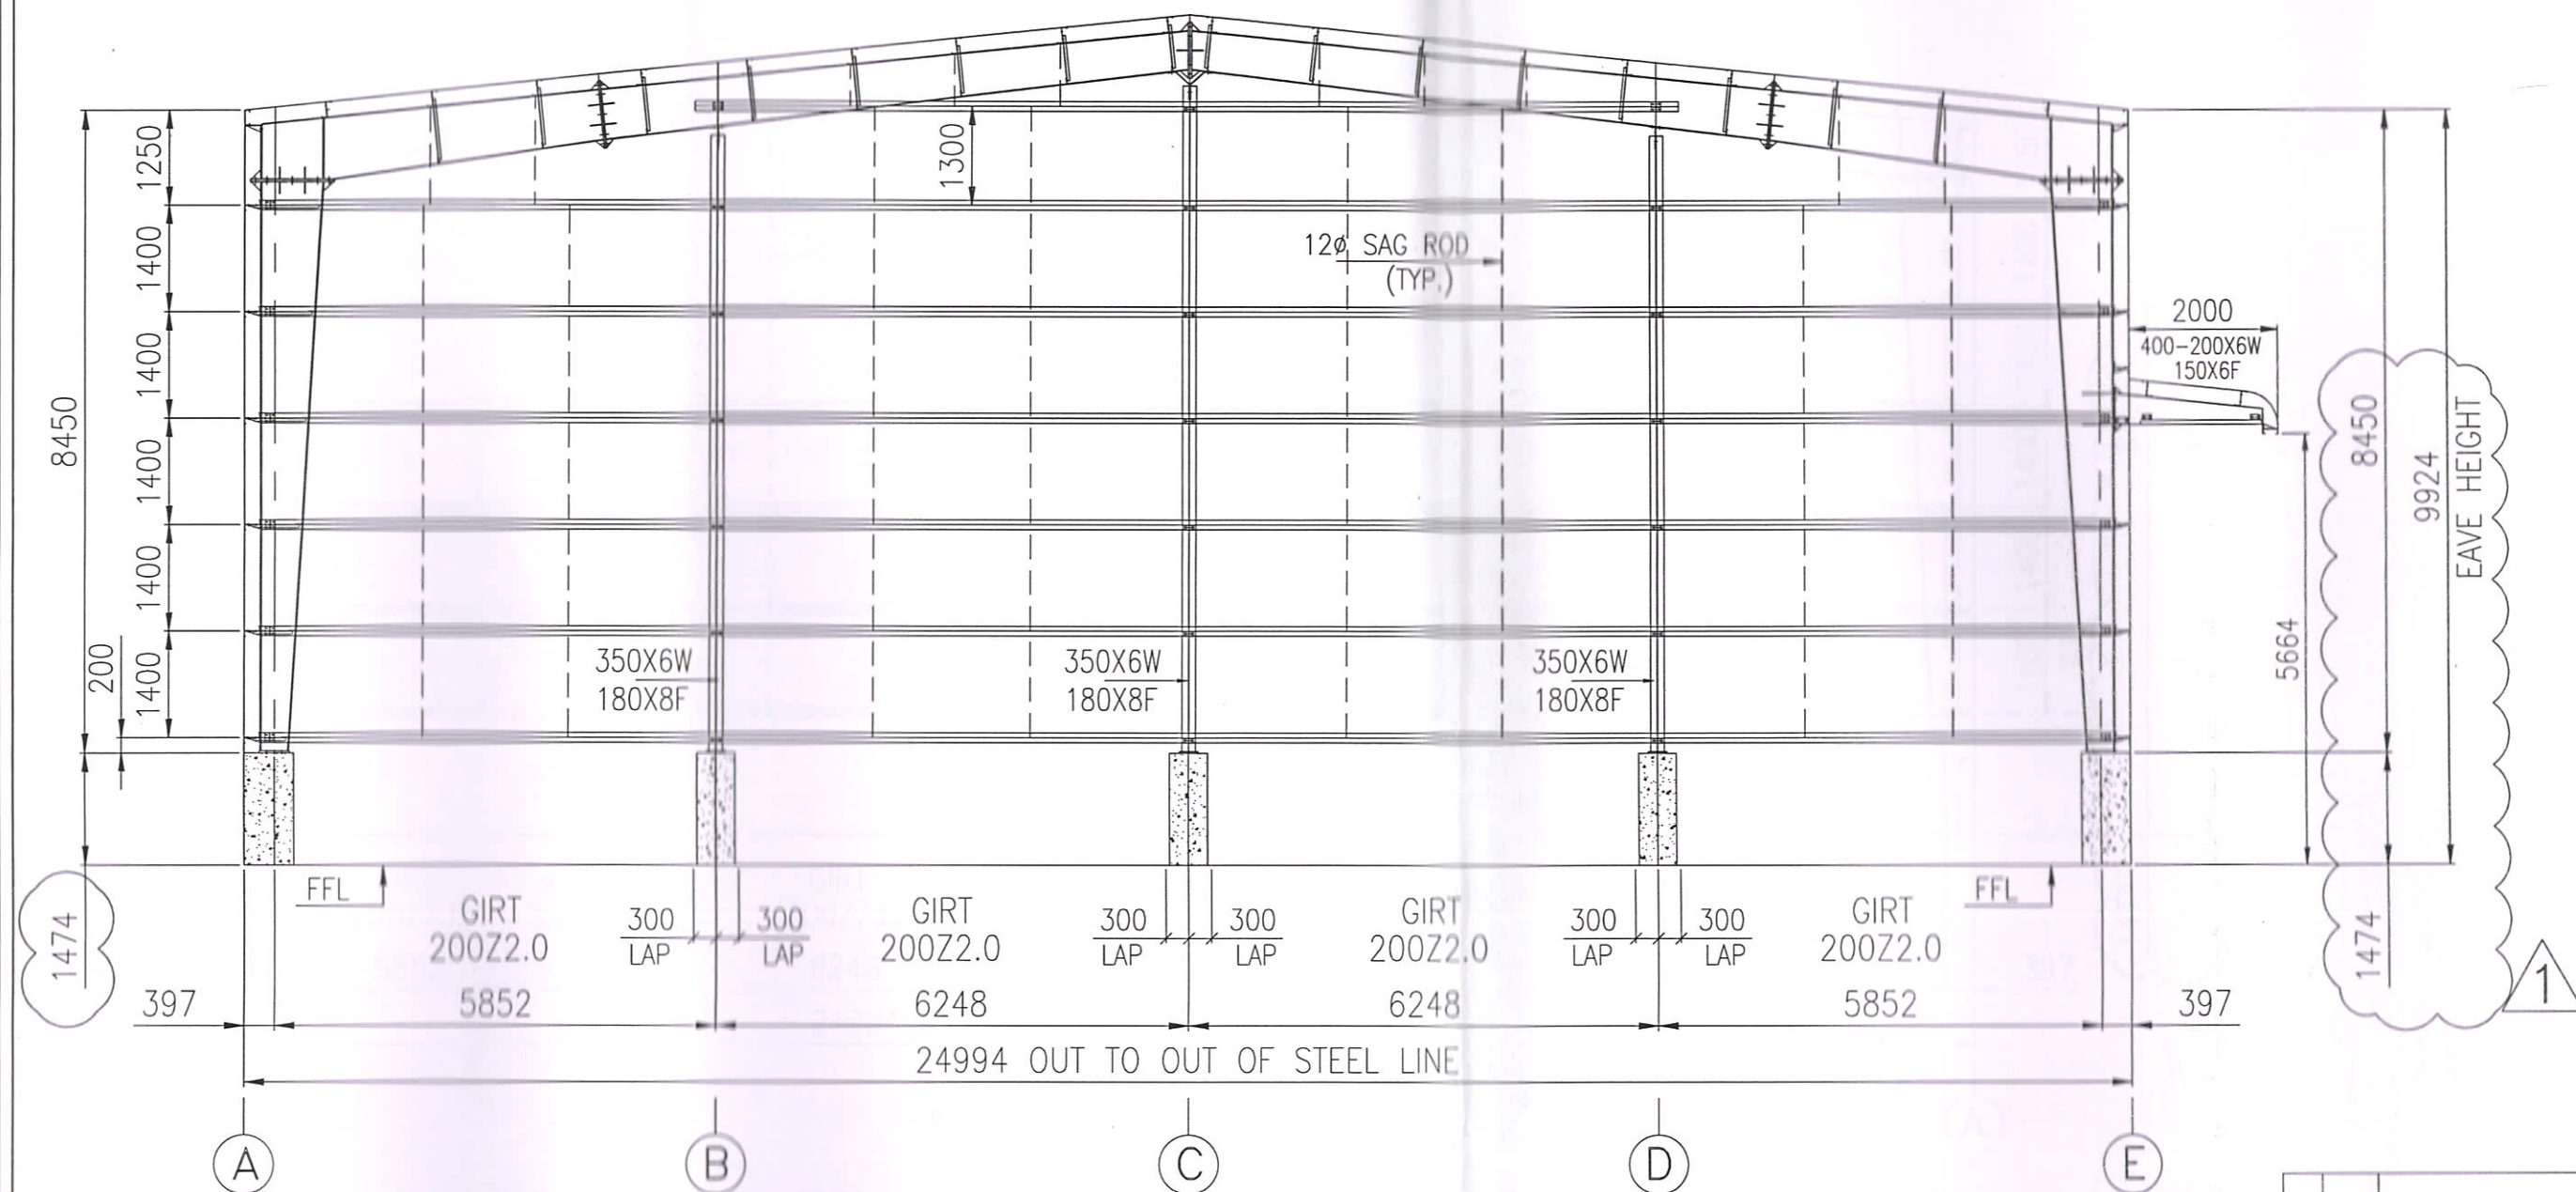 1250
1400
1400
1400
1400
1400
200
8450
1474
1300
12ø SAG ROD
(TYP.)
2000
400-200X6W
150X6F
8450
9924
EAVE HEIGHT
5664
1474
1
350X6W
180X8F
350X6W
180X8F
350X6W
180X8F
FFL
FFL
GIRT
200Z2.0
300
LAP
300
LAP
GIRT
200Z2.0
300
LAP
300
LAP
GIRT
200Z2.0
300
LAP
300
LAP
GIRT
200Z2.0
397
5852
6248
6248
5852
397
24994 OUT TO OUT OF STEEL LINE
A
B
C
D
E